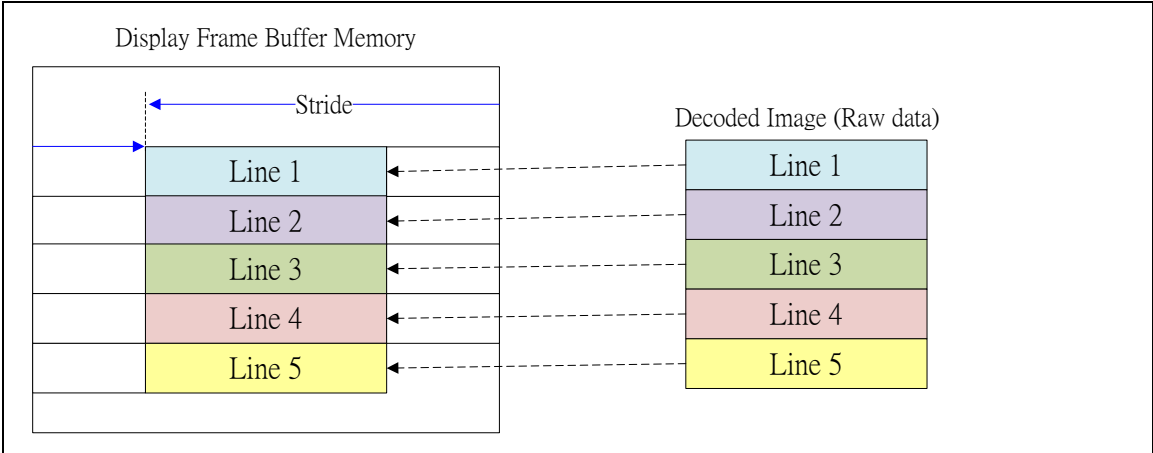 Display Frame Buffer Memory
Stride
Line 1
Line 2
Line 3
Line 4
Line 5
Decoded Image (Raw data)
Line 1
Line 2
Line 3
Line 4
Line 5